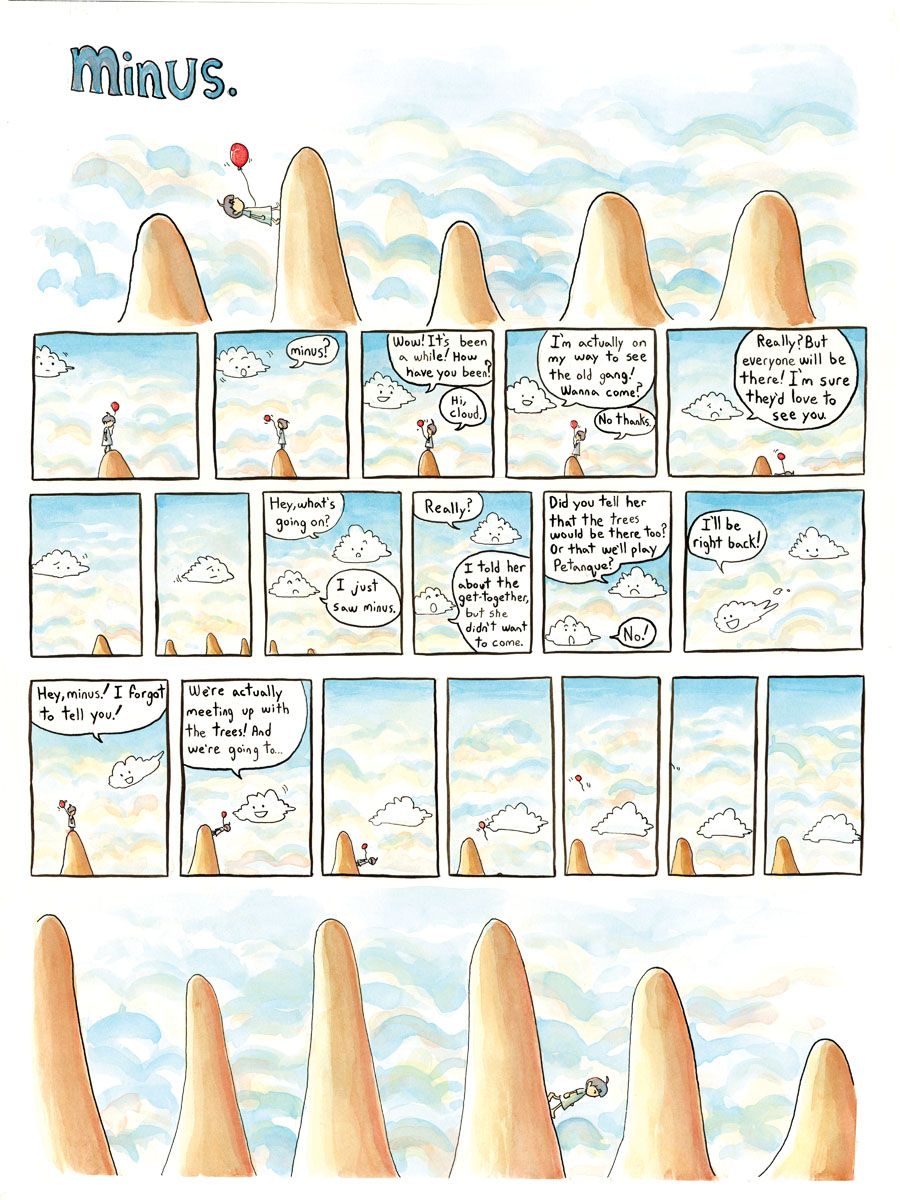 minus.
minus?
Wow! It's been
a while! How
have you been?
Hi,
cloud.
I'm actually on
my way to see
the old gang!
Wanna come?
No thanks.
Really? But
everyone will be
there! I'm sure
they'd love to
see you.
Hey, what's
going on?
I just
saw minus.
Really?
I told her
about the
get-together,
but she
didn't want
to come.
Did you tell her
that the trees
would be there too?
Or that we'll play
Petanque?
No!
I'll be
right back!
Hey, minus! I forgot
to tell you!
We're actually
meeting up with
the trees! And
we're going to...